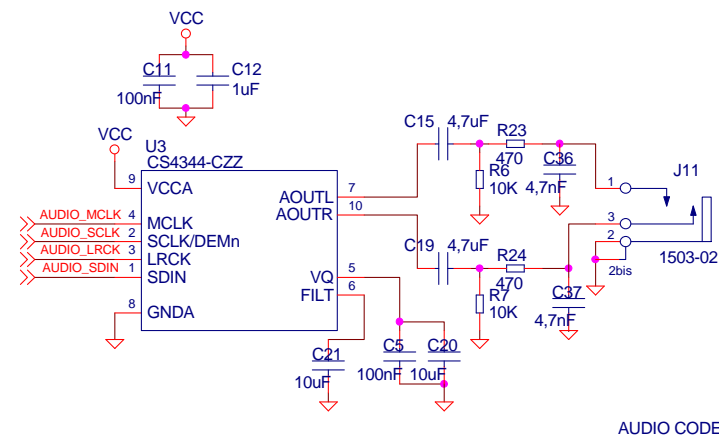 VCC
C11
C12
100nF
1uF
VCC
U3
CS4344-CZZ
C15
4,7uF
R23
470
R6
10K
C36
4,7nF
J11
9
VCCA
AUDIO_MCLK
4
MCLK
AUDIO_SCLK
2
SCLK/DEMn
AUDIO_LRCK
3
LRCK
AUDIO_SDIN
1
SDIN
8
GNDA
AOUTL
7
AOUTR
10
VQ
5
FILT
6
1
3
2
2bis
1503-02
C19
4,7uF
R24
470
R7
10K
C37
4,7nF
C21
10uF
C5
100nF
C20
10uF
AUDIO CODE